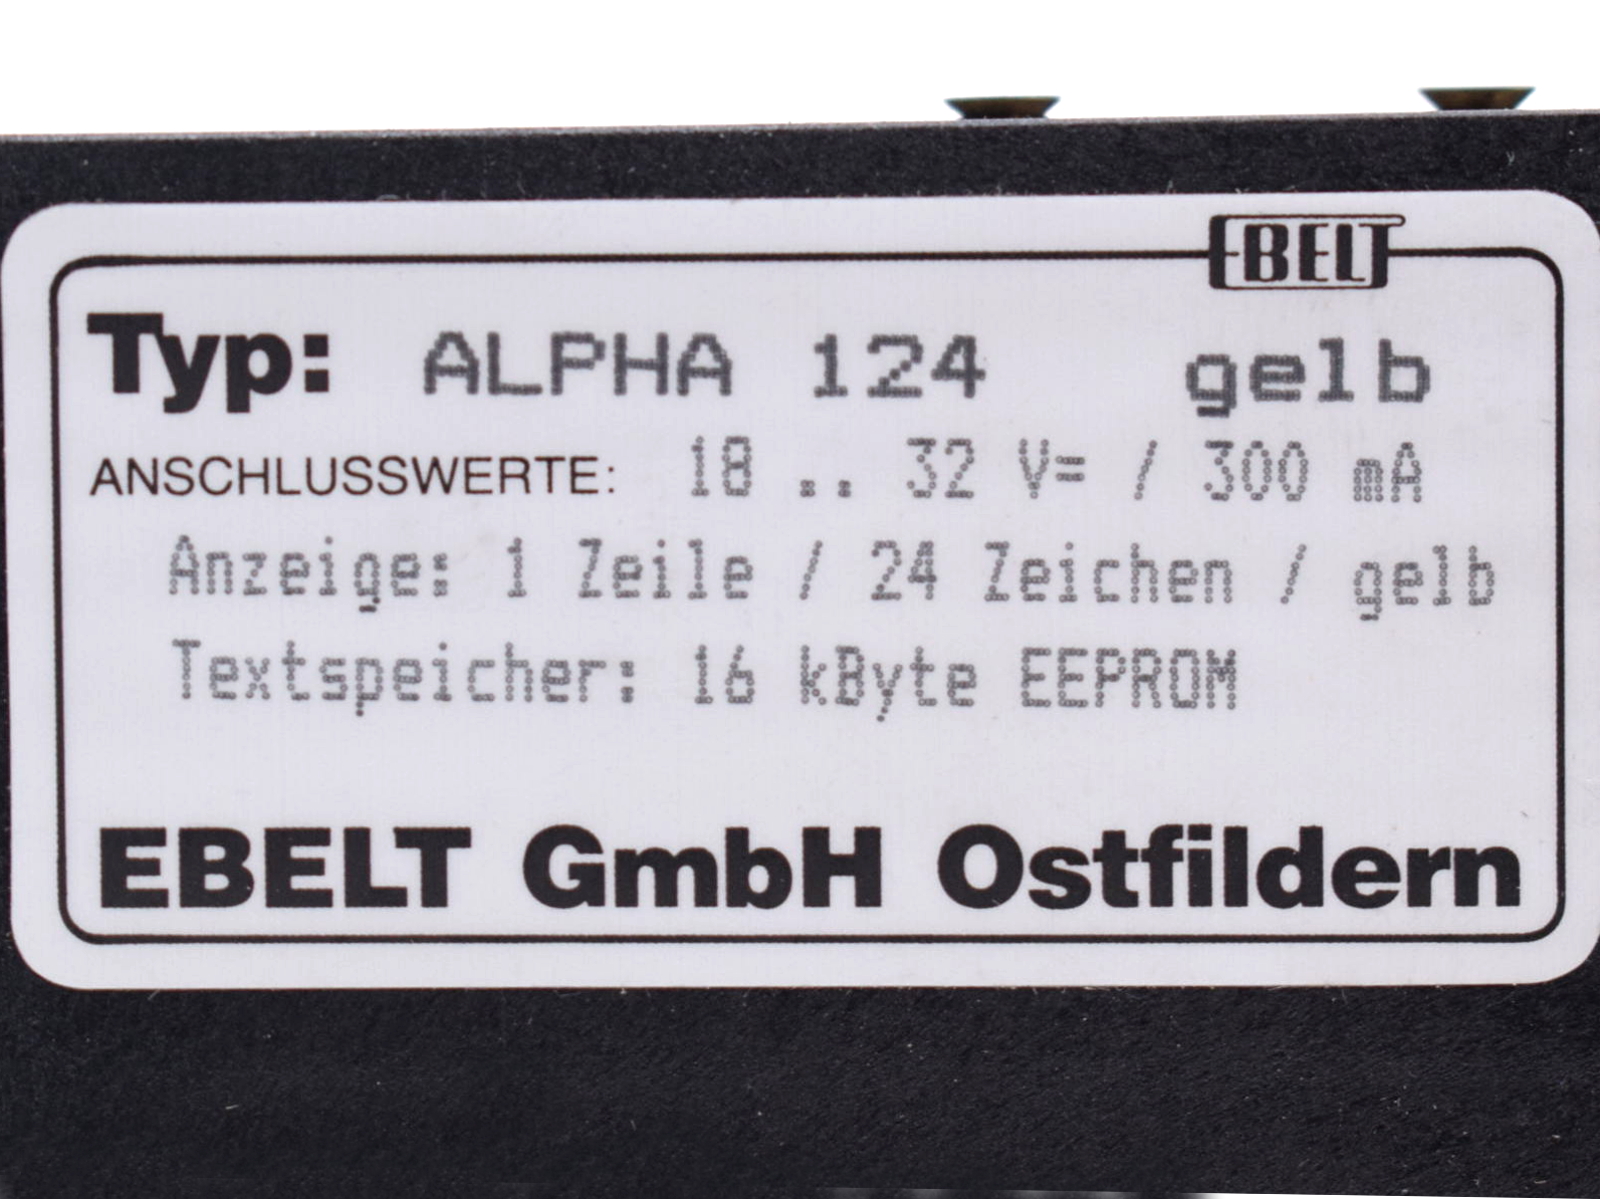 EBELT
Typ: ALPHA 124 gelb
ANSCHLUSSWERTE: 18 .. 32 V= / 300 mA
Anzeige: 1 Zeile / 24 Zeichen / gelb
Textspeicher: 16 kByte EEPROM
EBELT GmbH Ostfildern